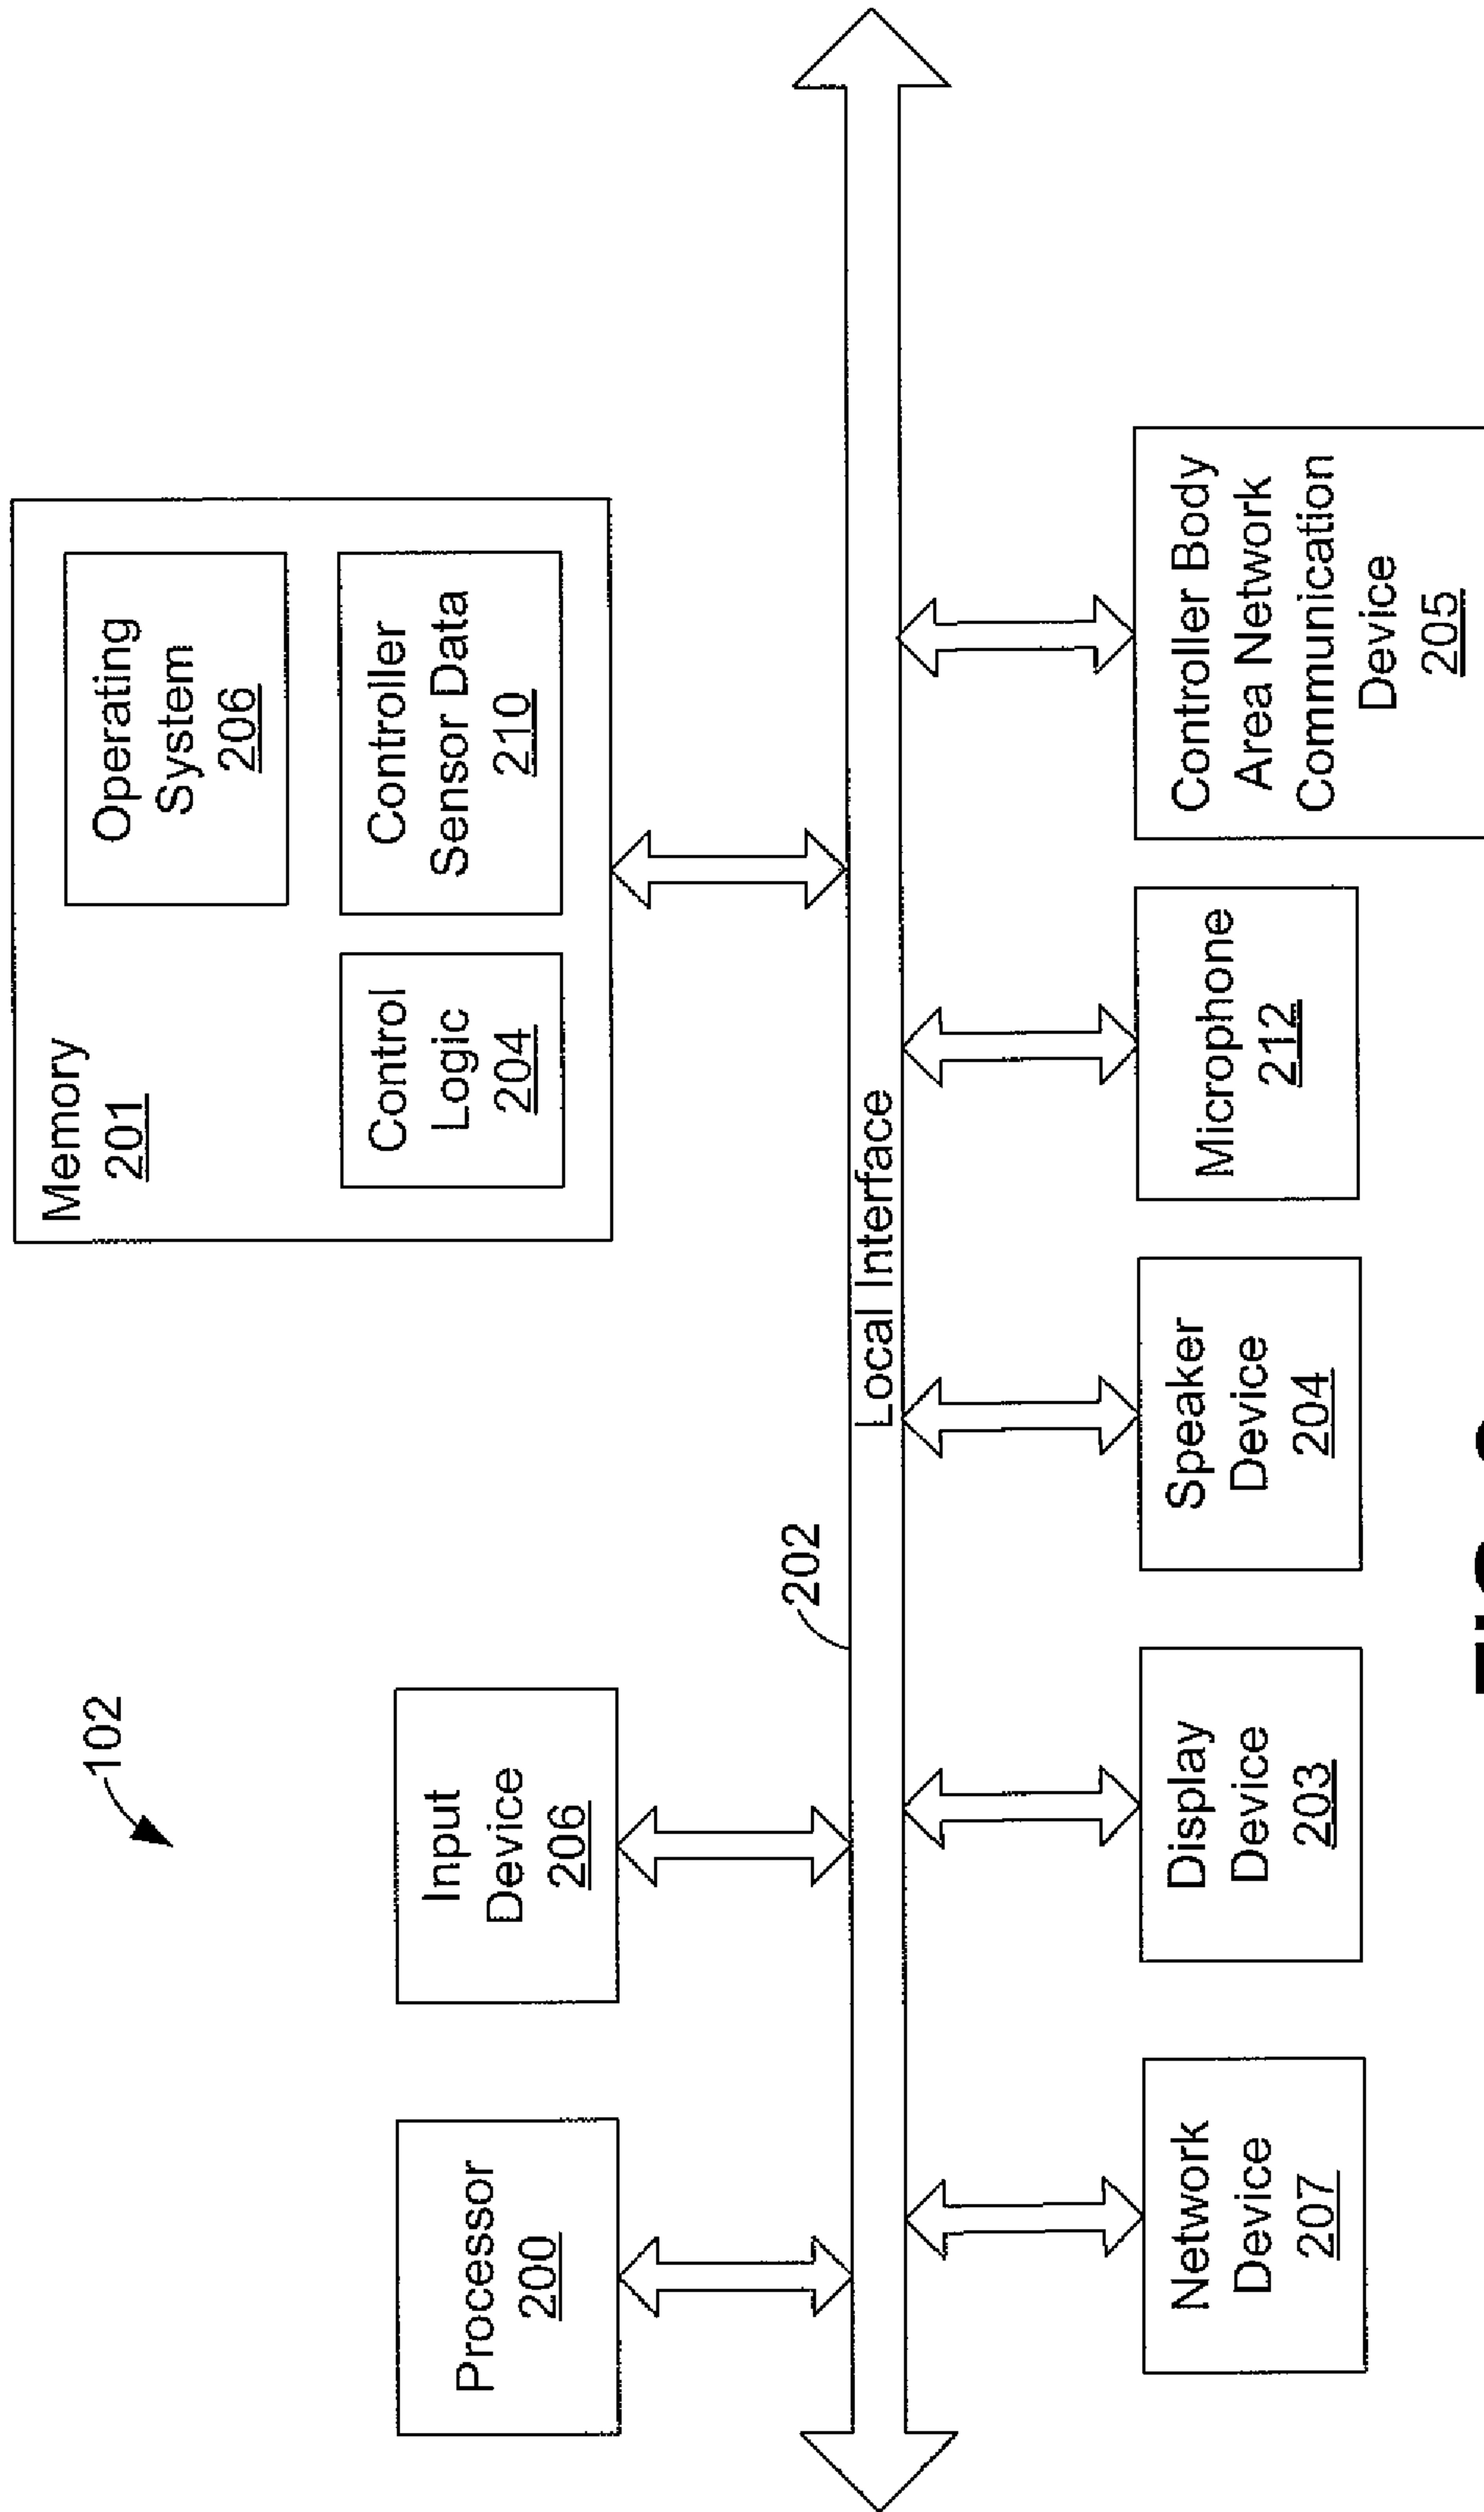 102
Memory
201
Operating
System
206
Control
Logic
204
Controller
Sensor Data
210
Processor
200
Input
Device
206
202
Local Interface
Network
Device
207
Display
Device
203
Speaker
Device
204
Microphone
212
Controller Body
Area Network
Communication
Device
205